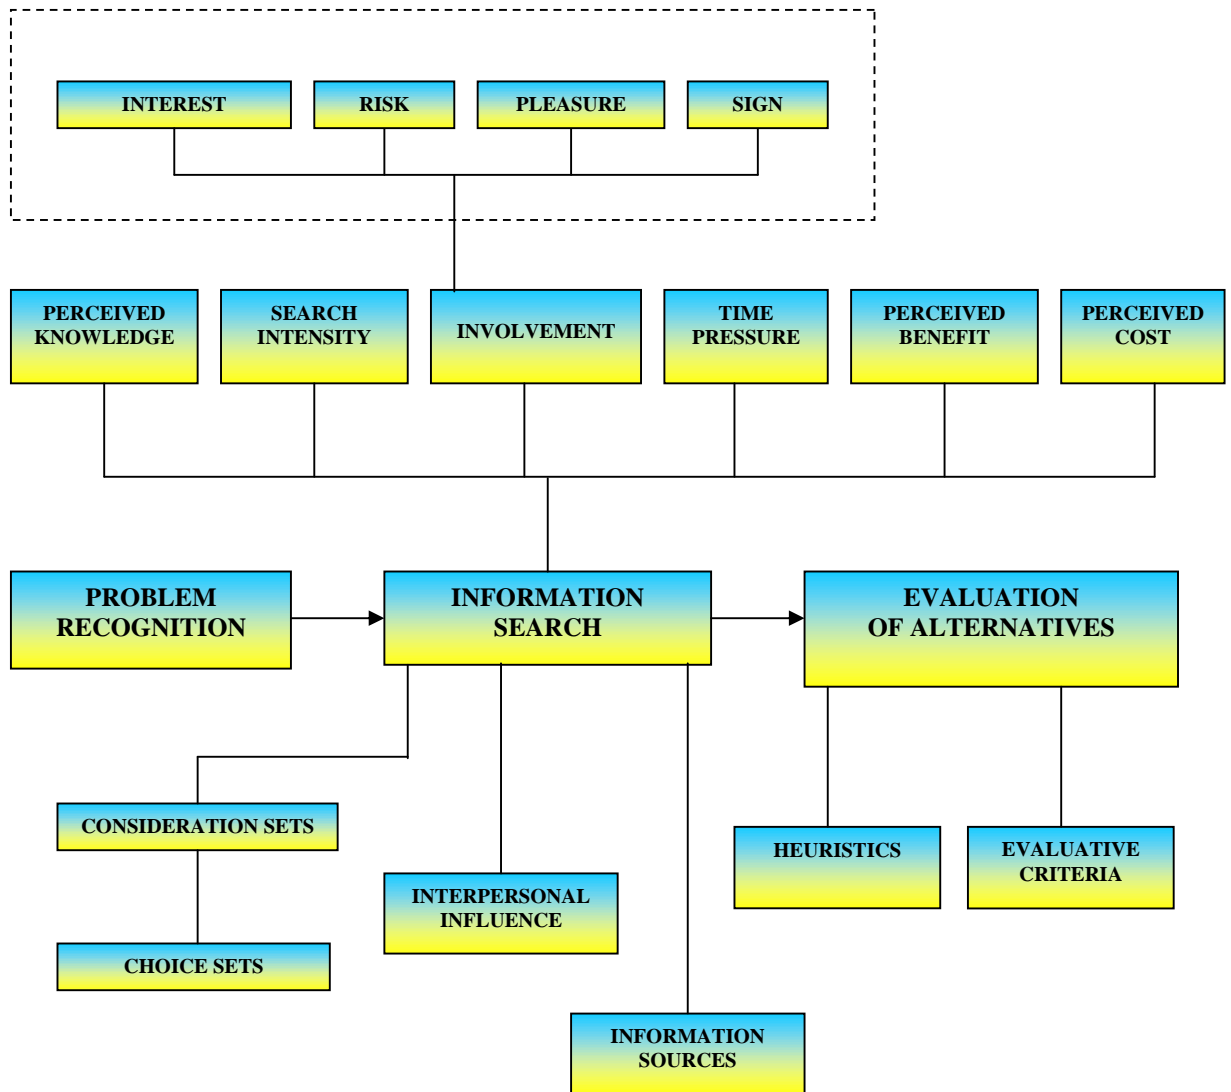 INTEREST
RISK
PLEASURE
SIGN
PERCEIVED
KNOWLEDGE
SEARCH
INTENSITY
INVOLVEMENT
TIME
PRESSURE
PERCEIVED
BENEFIT
PERCEIVED
COST
PROBLEM
RECOGNITION
INFORMATION
SEARCH
EVALUATION
OF ALTERNATIVES
CONSIDERATION SETS
HEURISTICS
EVALUATIVE
CRITERIA
INTERPERSONAL
INFLUENCE
CHOICE SETS
INFORMATION
SOURCES